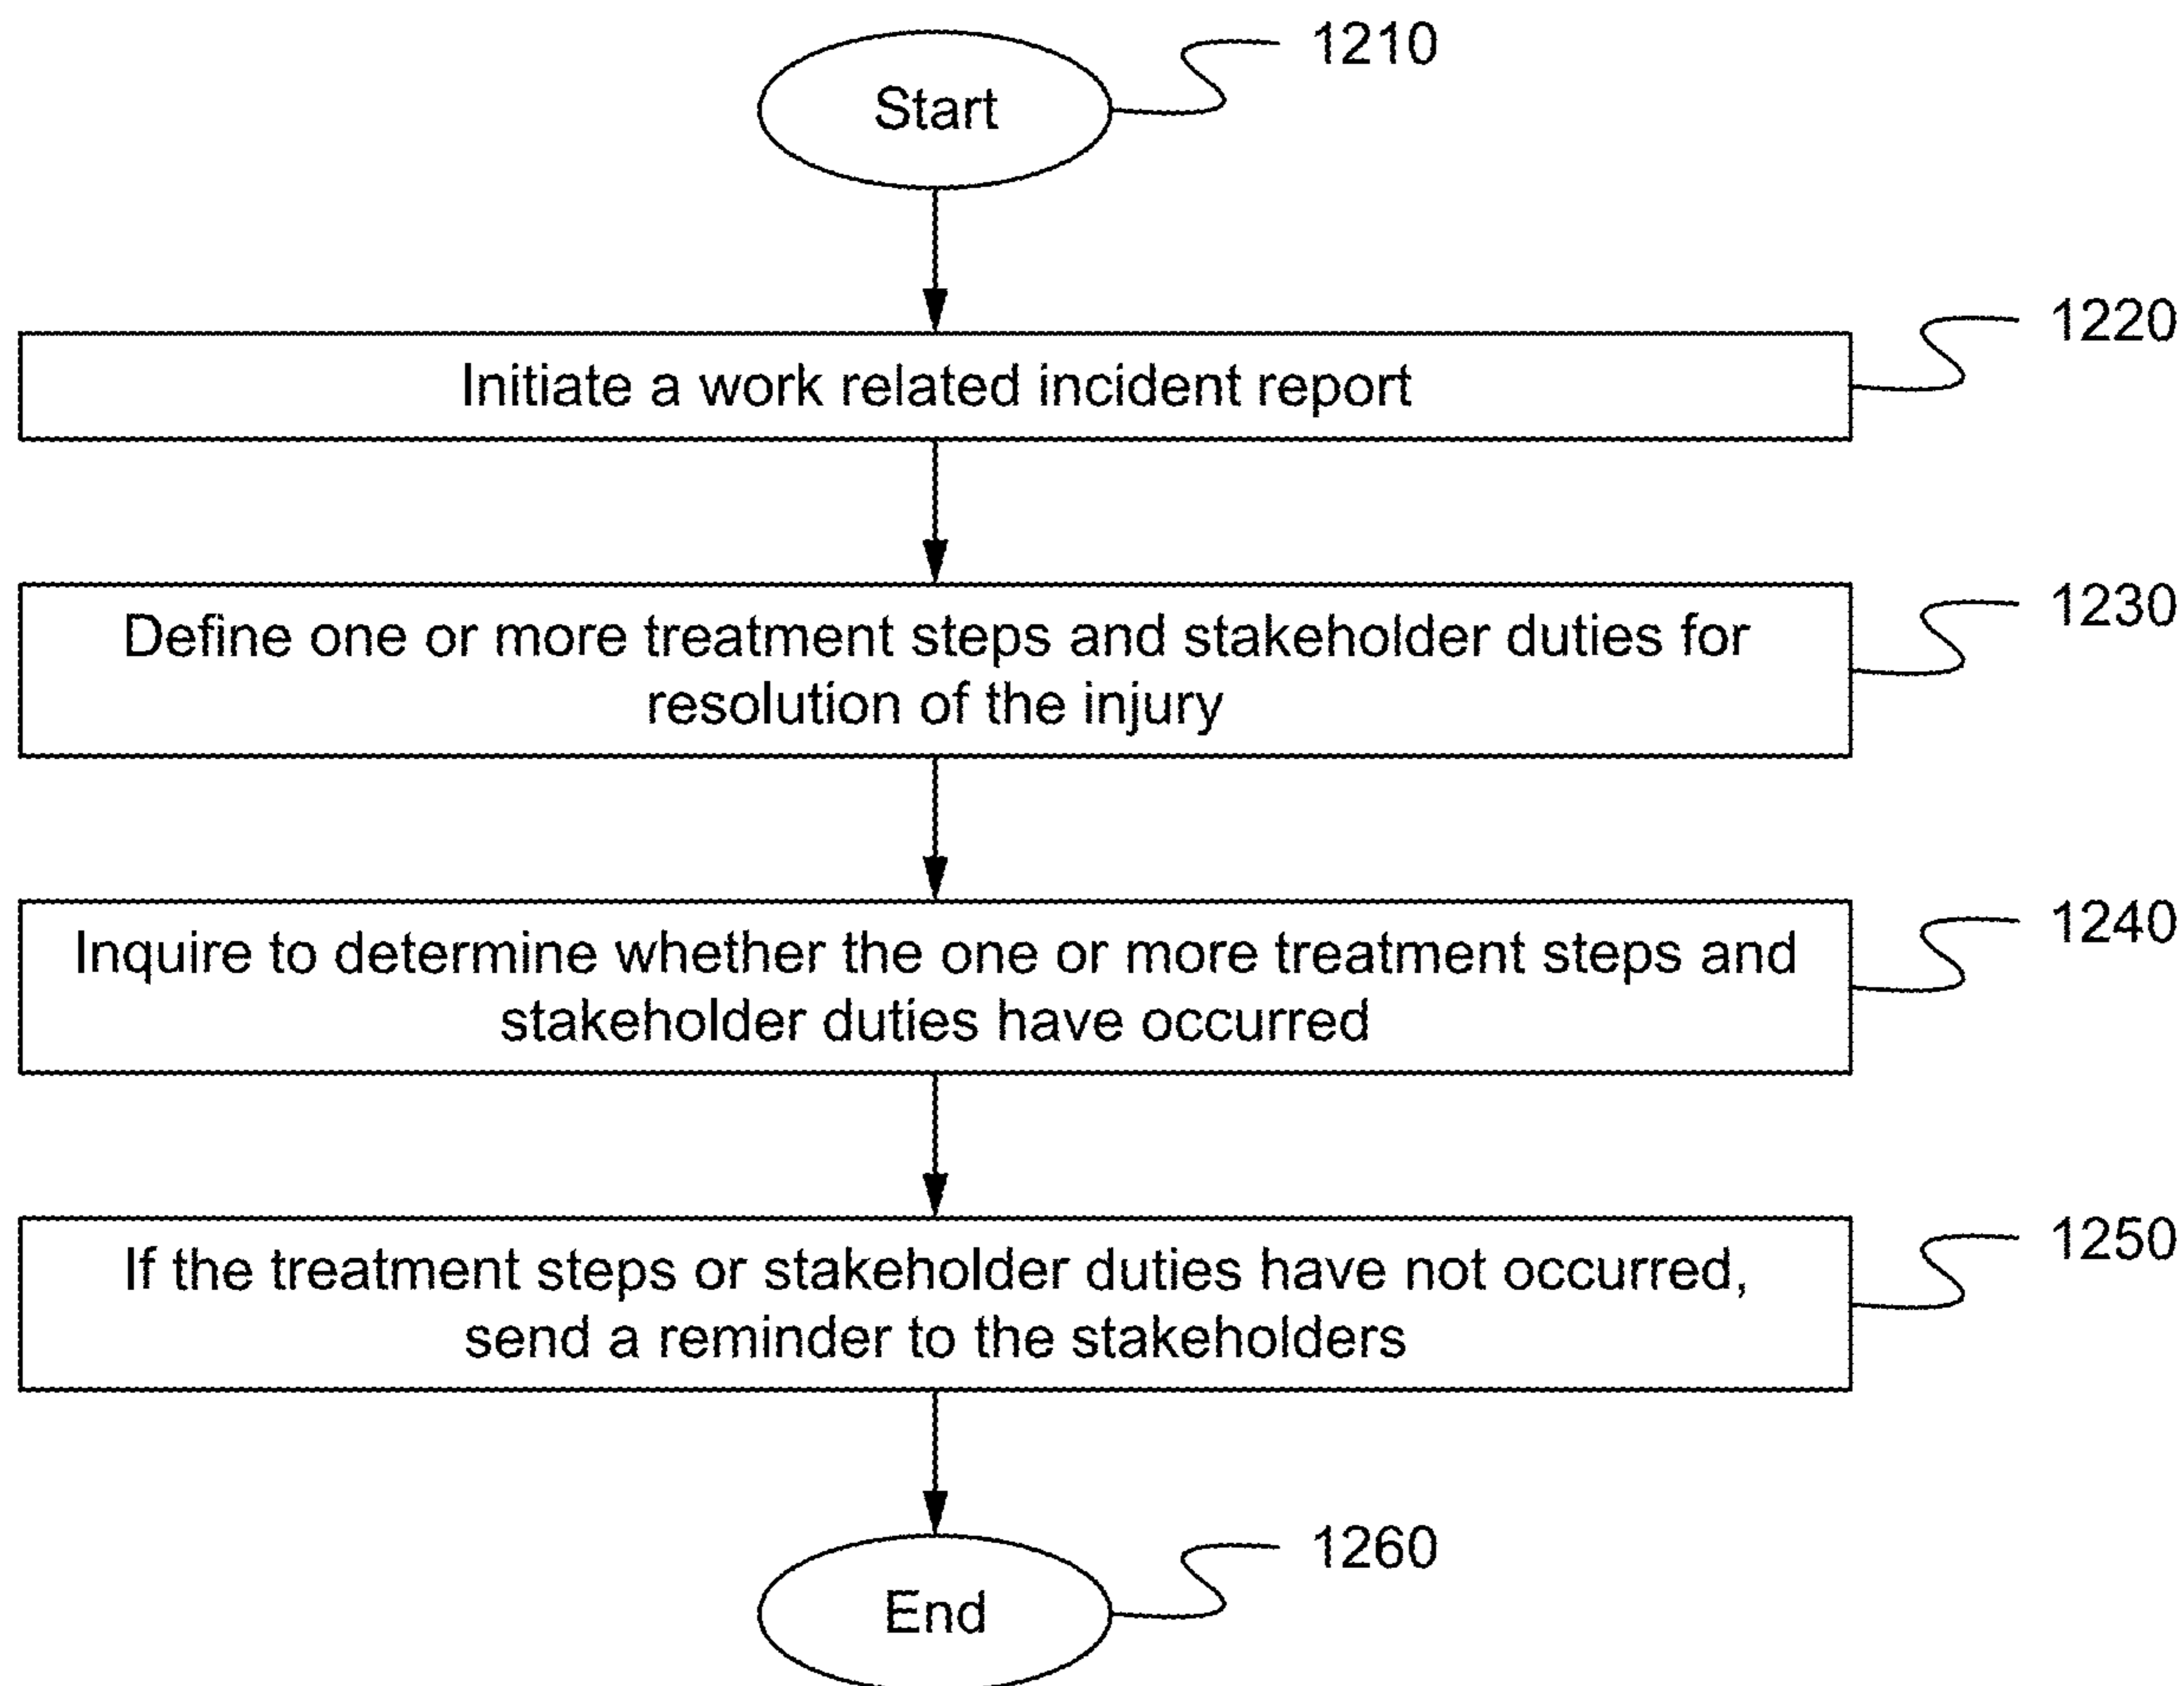 Start
1210
Initiate a work related incident report
1220
Define one or more treatment steps and stakeholder duties for
resolution of the injury
1230
Inquire to determine whether the one or more treatment steps and
stakeholder duties have occurred
1240
If the treatment steps or stakeholder duties have not occurred,
send a reminder to the stakeholders
1250
End
1260